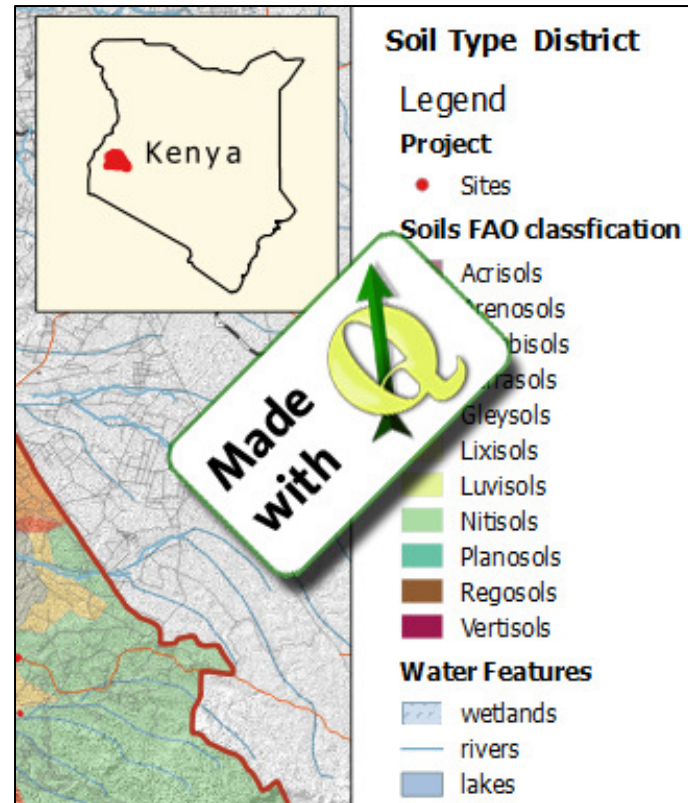 Kenya
Soil Type District
Legend
Project
Sites
Soils FAO classfication
Acrisols
Lixisols
Luvisols
Nitisols
Planosols
Regosols
Vertisols
Water Features
wetlands
rivers
lakes
Made
with
Gleysols